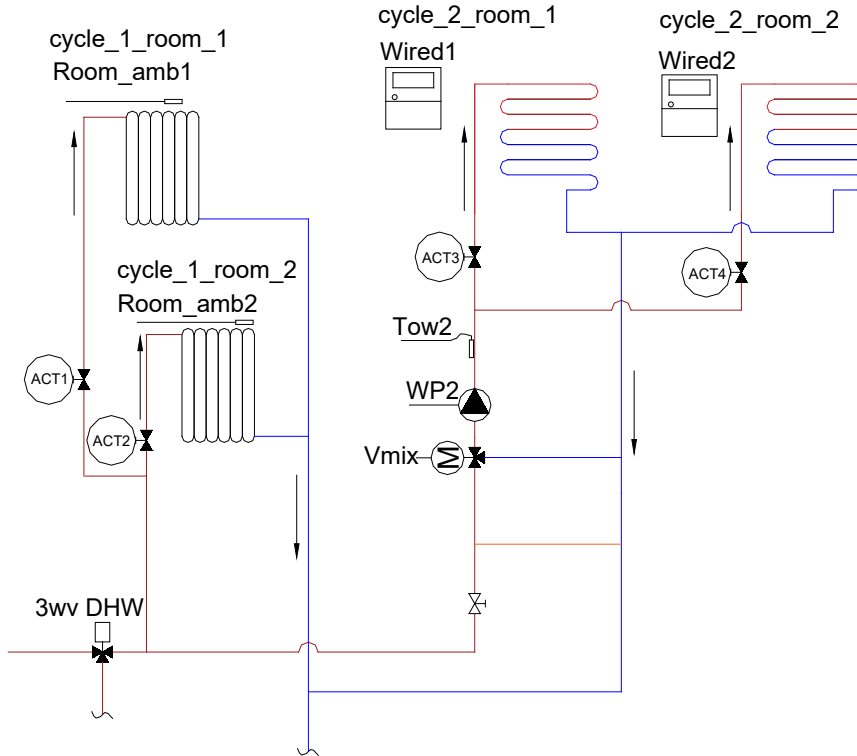 cycle_1_room_1
Room_amb1
cycle_2_room_1
Wired1
cycle_2_room_2
Wired2
ACT3
ACT4
cycle_1_room_2
Room_amb2
Tow2
ACT1
WP2
ACT2
Vmix
M
3wv DHW